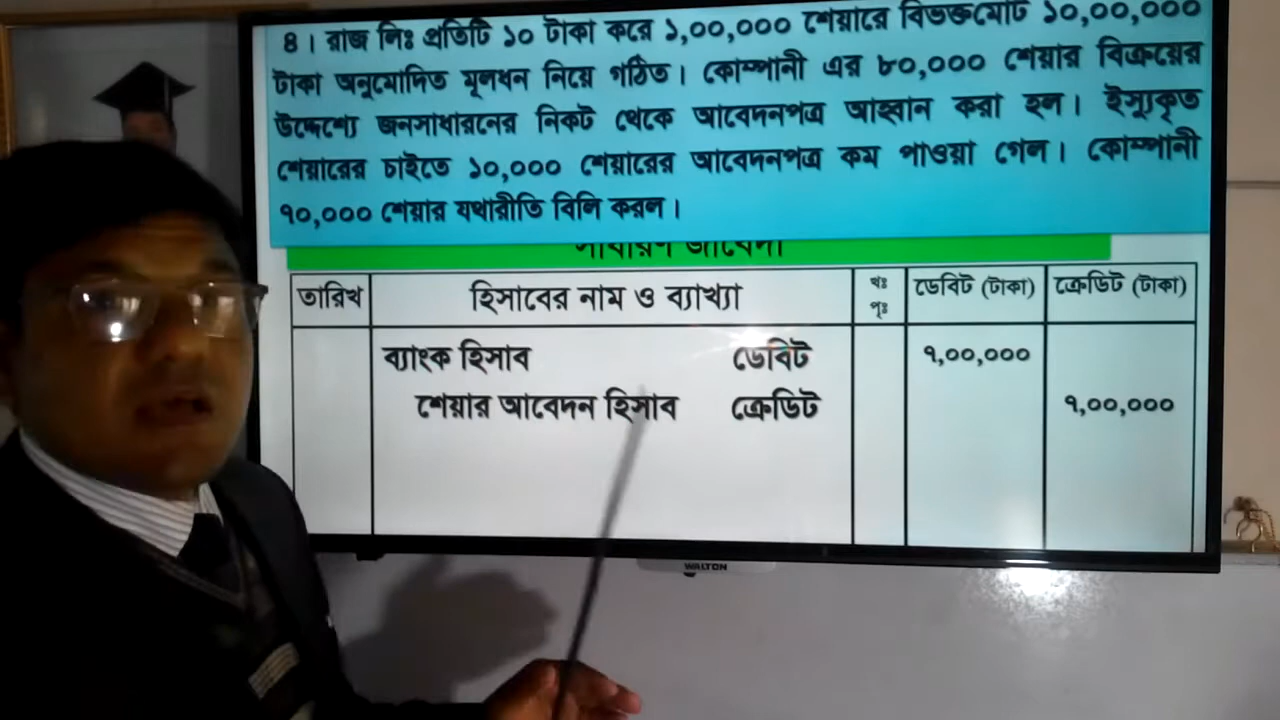 ৪। রাজ লিঃ প্রতিটি ১০ টাকা করে ১,০০,০০০ শেয়ারে বিভক্তমোট ১০,০০,০০০
টাকা অনুমোদিত মূলধন নিয়ে গঠিত। কোম্পানী এর ৮০,০০০ শেয়ার বিক্রয়ের
উদ্দেশ্যে জনসাধারনের নিকট থেকে আবেদনপত্র আহ্বান করা হল। ইস্যুকৃত
শেয়ারের চাইতে ১০,০০০ শেয়ারের আবেদনপত্র কম পাওয়া গেল। কোম্পানী
৭০,০০০ শেয়ার যথারীতি বিলি করল।
সাধারণ জাবেদা
তারিখ হিসাবের নাম ও ব্যাখ্যা খঃ পৃঃ ডেবিট (টাকা) ক্রেডিট (টাকা)
ব্যাংক হিসাব ডেবিট ৭,০০,০০০
শেয়ার আবেদন হিসাব ক্রেডিট ৭,০০,০০০
WALTON